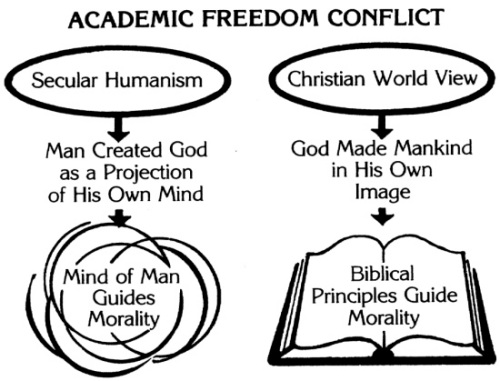 ACADEMIC FREEDOM CONFLICT
Secular Humanism
Man Created God
as a Projection
of His Own Mind
Mind of Man
Guides
Morality
Christian World View
God Made Mankind
in His Own
Image
Biblical
Principles Guide
Morality